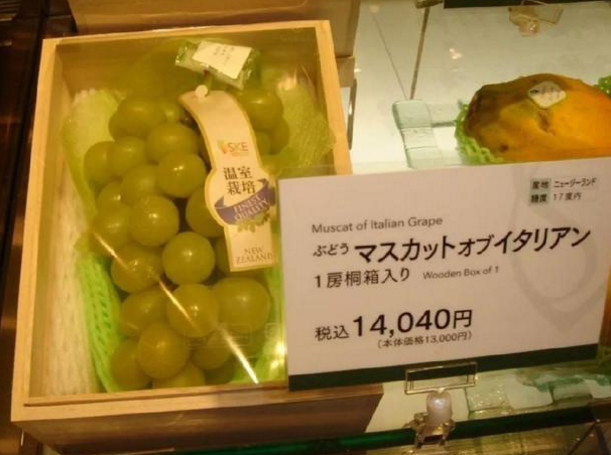 SKE
温室
栽培
FINEST
QUALITY
NEW
ZEALAND
産地 ニュージーランド
糖度 17度内
Muscat of Italian Grape
ぶどう マスカットオブイタリアン
1房桐箱入り Wooden Box of 1
税込14,040円
(本体価格13,000円)